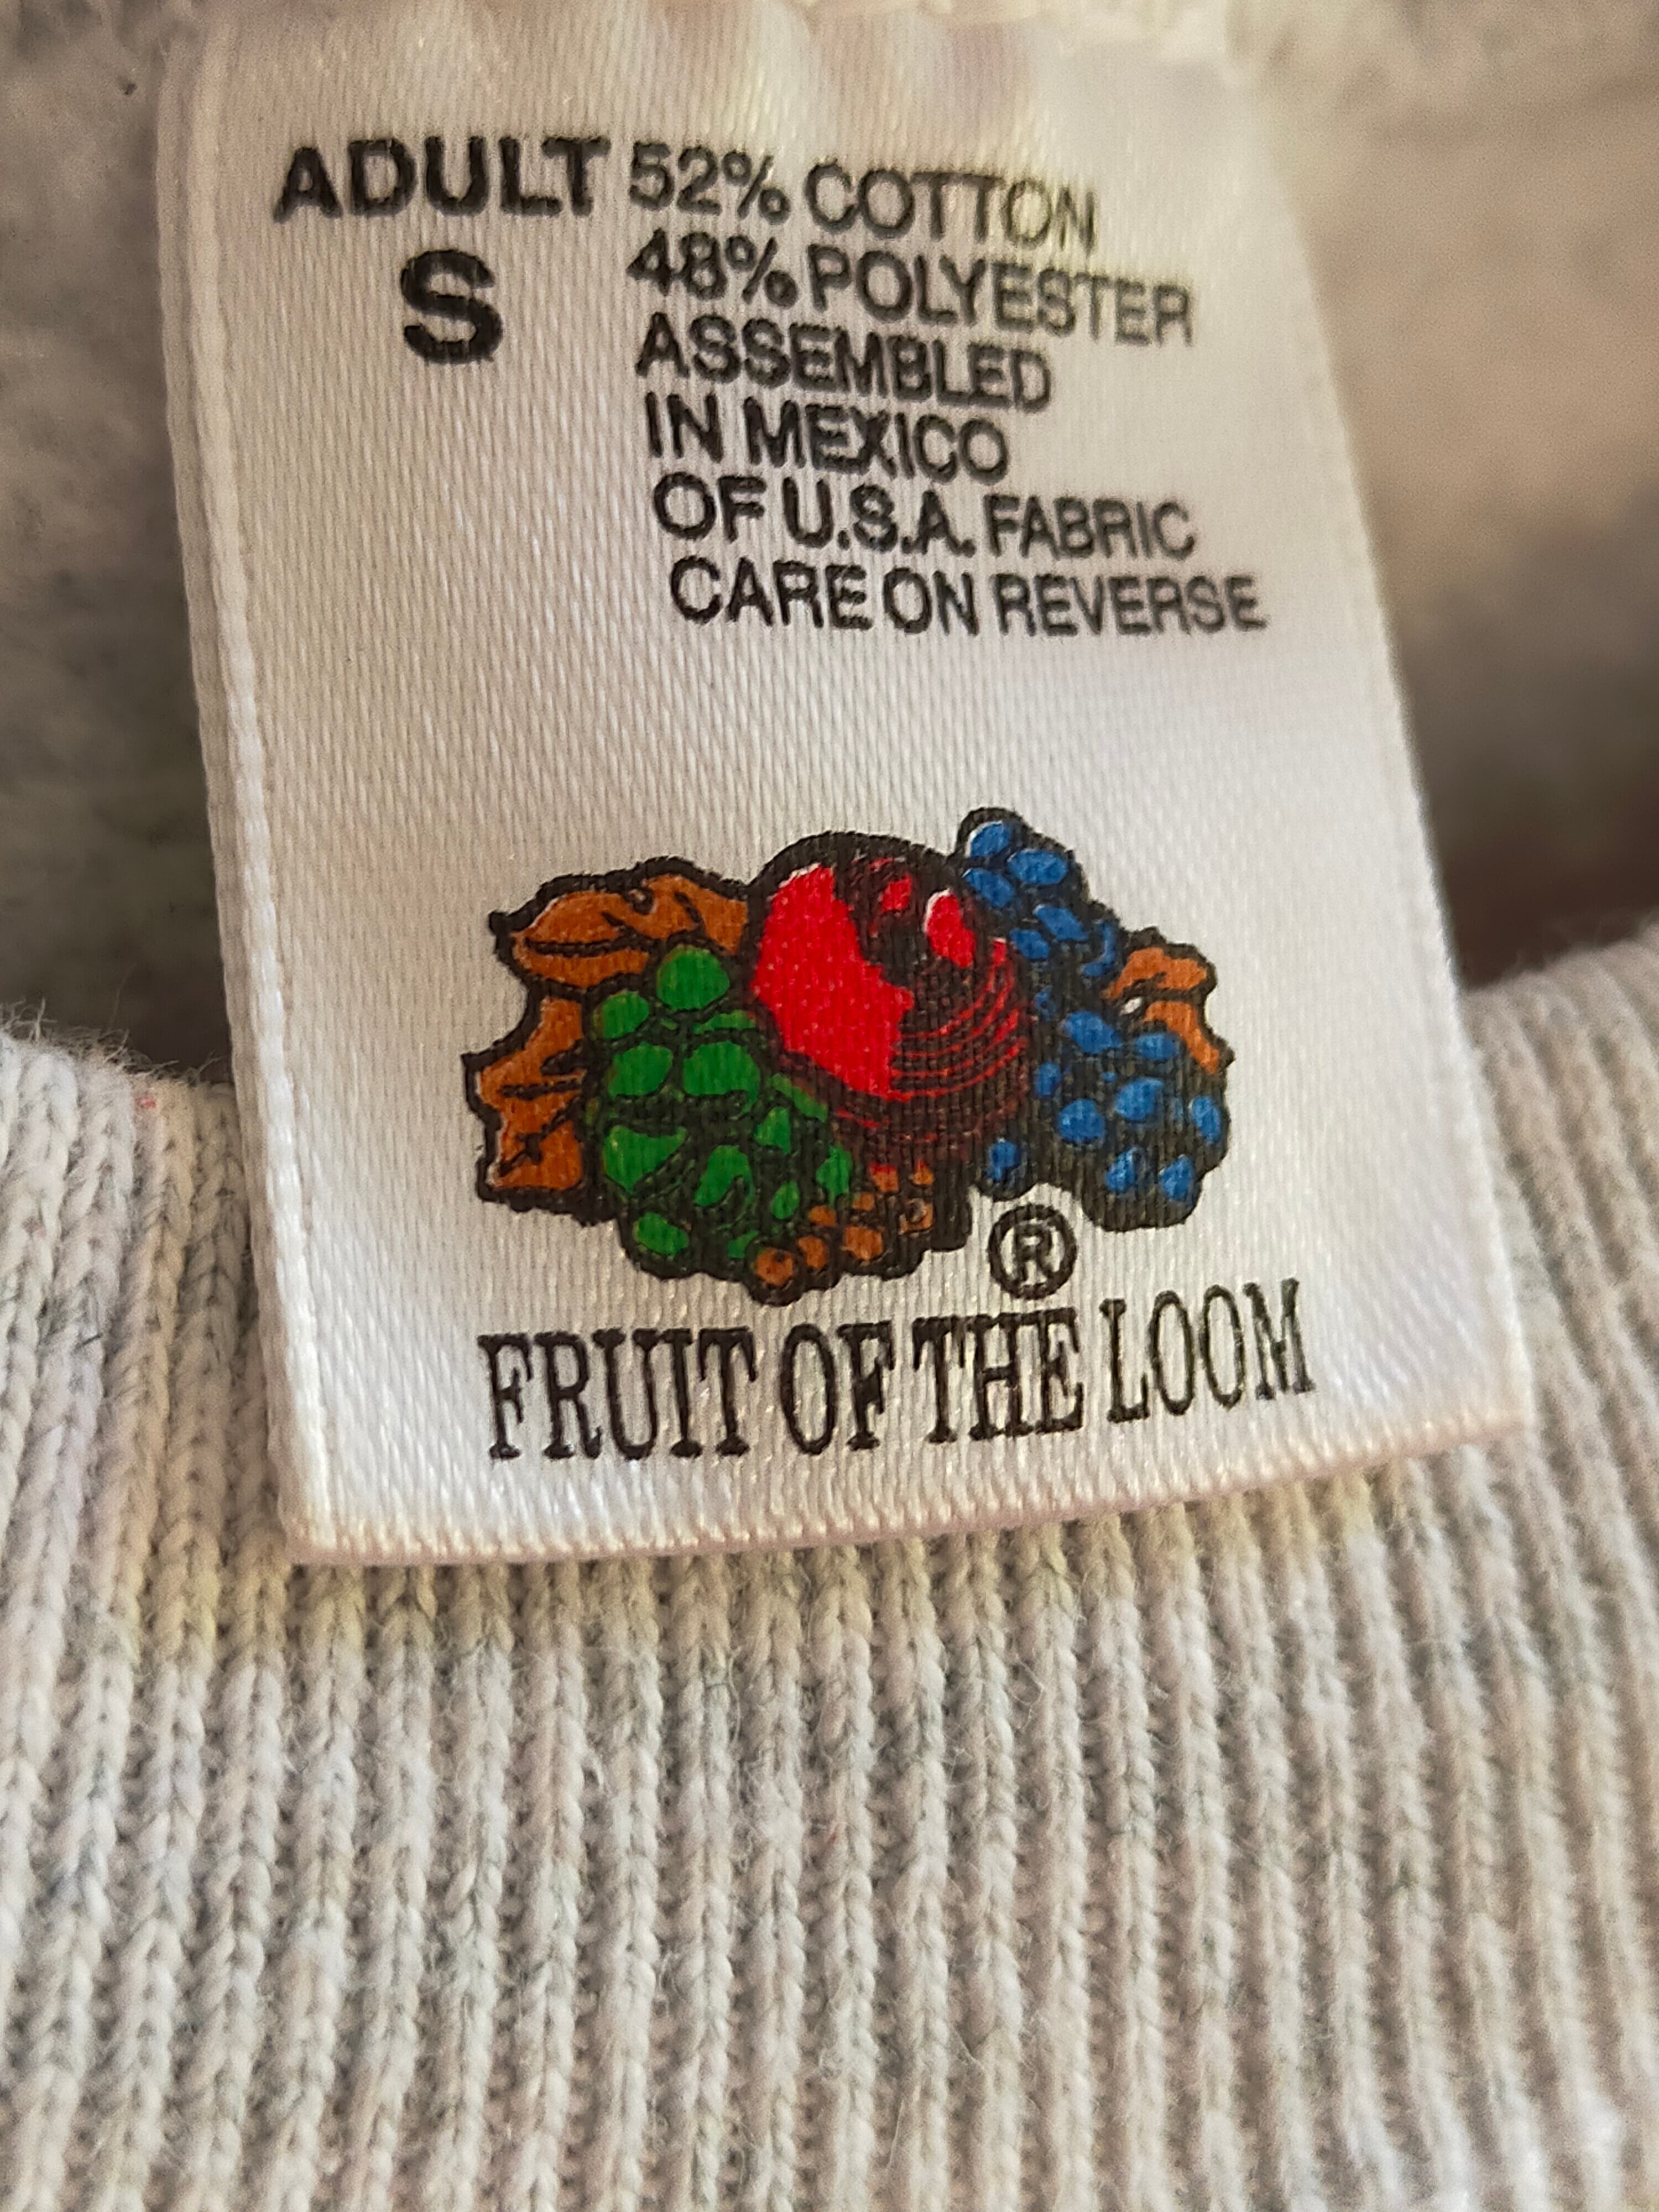 ADULT 52% COTTON
S 48% POLYESTER
ASSEMBLED
IN MEXICO
OF U.S.A. FABRIC
CARE ON REVERSE
®
FRUIT OF THE LOOM